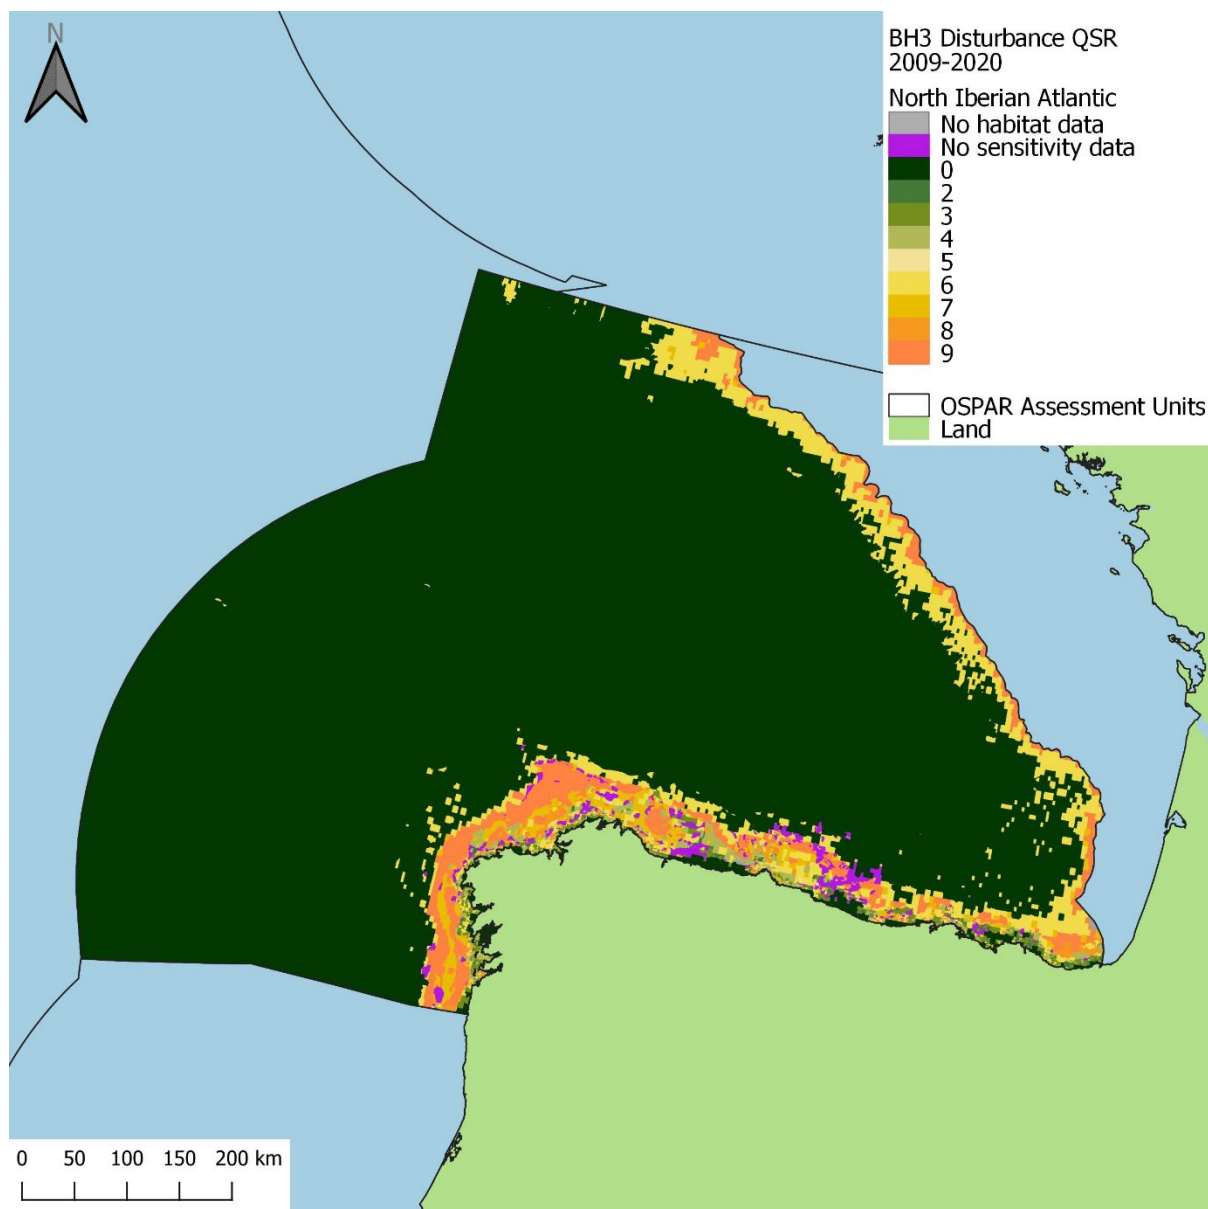 N
BH3 Disturbance QSR
2009-2020
North Iberian Atlantic
No habitat data
No sensitivity data
0
2
3
4
5
6
7
8
9
OSPAR Assessment Units
Land
0 50 100 150 200 km